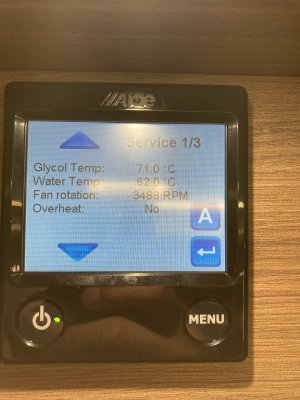 Alde
Service 1/3
Glycol Temp: 71.0 °C
Water Temp: 62.0 °C
Fan rotation: 3488 RPM
Overheat: No
A
MENU